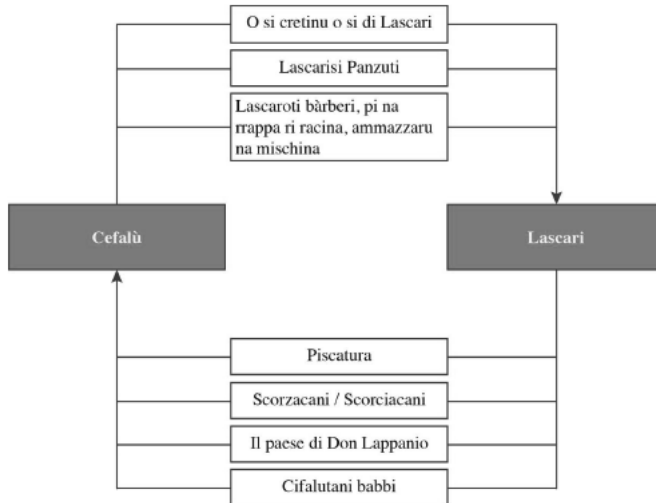 O si cretinu o si di Lascari
Lascarisi Panzuti
Lascaroti bàrberi, pi na
rrappa ri racina, ammazzaru
na mischina
Cefalù
Lascari
Piscatura
Scorzacani / Scorciacani
Il paese di Don Lappanio
Cifalutani babbi